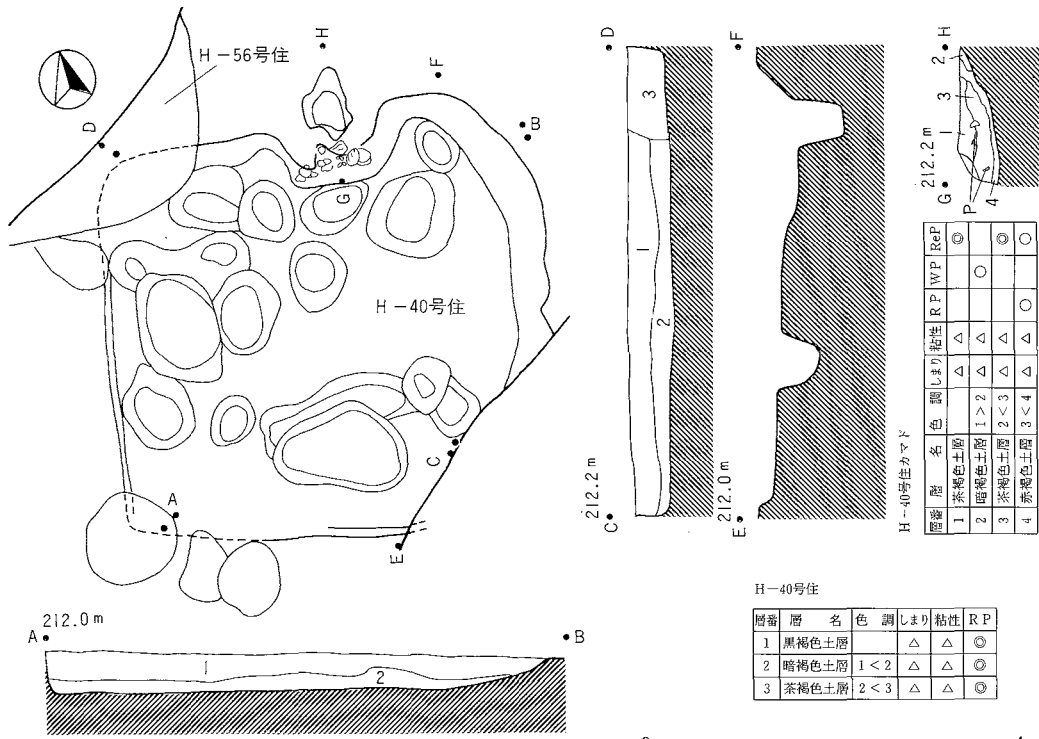 H-56号住
H
F
D
B
G
H-40号住
C
A
E
A 212.0m B
1
2
D
3
1
2
212.2m
C
F
212.0m
E
H
2
3
1
212.2m
G
P
4
H-40号住カマド
層番 層 名 色 調 しまり 粘性 RP WP ReP
1 茶褐色土層 △ △ ◎
2 暗褐色土層 1>2 △ △ ○
3 茶褐色土層 2<3 △ △ ◎
4 赤褐色土層 3<4 △ △ ○ ○
H-40号住
層番 層 名 色 調 しまり 粘性 RP
1 黒褐色土層 △ △ ◎
2 暗褐色土層 1<2 △ △ ◎
3 茶褐色土層 2<3 △ △ ◎